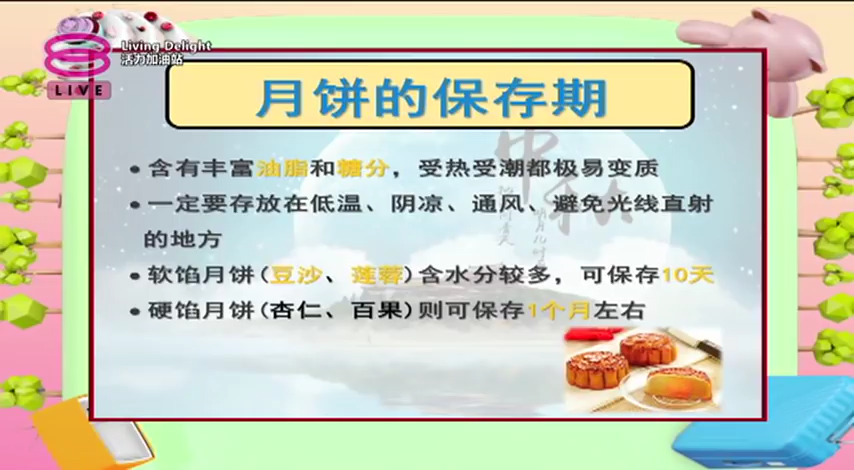 Living Delight
活力加油站
LIVE
月饼的保存期
中秋
• 含有丰富油脂和糖分，受热受潮都极易变质
• 一定要存放在低温、阴凉、通风、避免光线直射
的地方
• 软馅月饼(豆沙、莲蓉)含水分较多，可保存10天
• 硬馅月饼(杏仁、百果)则可保存1个月左右